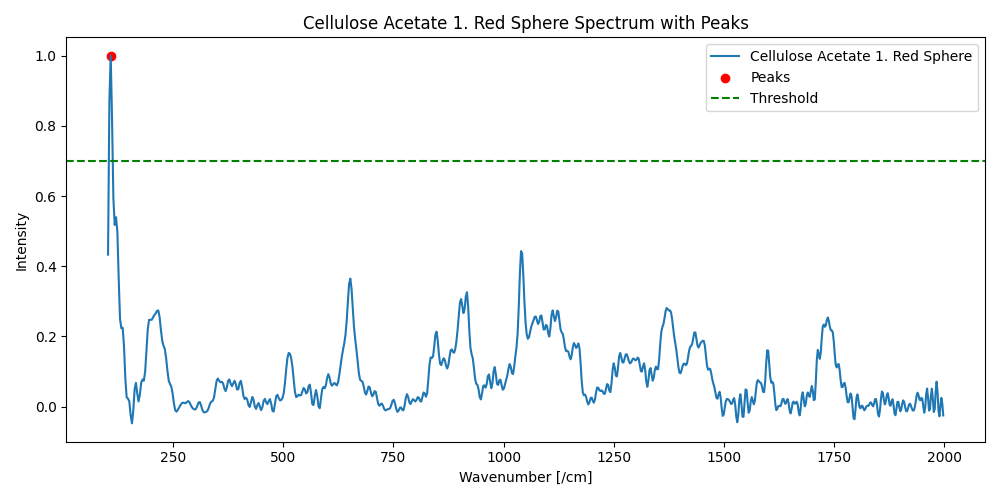 Cellulose Acetate 1. Red Sphere Spectrum with Peaks
Cellulose Acetate 1. Red Sphere
Peaks
Threshold
Intensity
1.0
0.8
0.6
0.4
0.2
0.0
250 500 750 1000 1250 1500 1750 2000
Wavenumber [/cm]